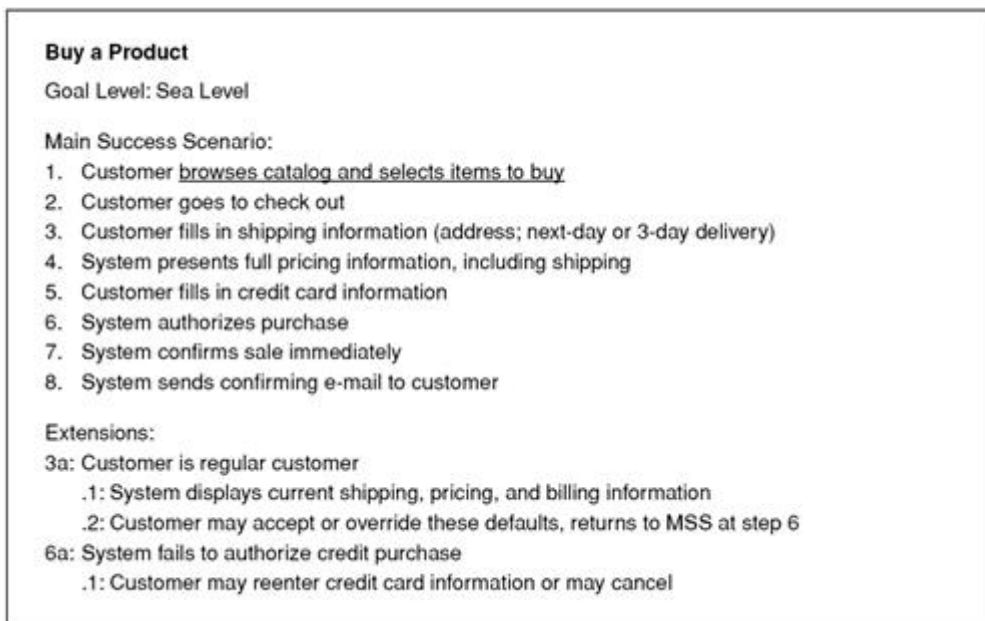 Buy a Product
Goal Level: Sea Level
Main Success Scenario:
1. Customer browses catalog and selects items to buy
2. Customer goes to check out
3. Customer fills in shipping information (address; next-day or 3-day delivery)
4. System presents full pricing information, including shipping
5. Customer fills in credit card information
6. System authorizes purchase
7. System confirms sale immediately
8. System sends confirming e-mail to customer
Extensions:
3a: Customer is regular customer
.1: System displays current shipping, pricing, and billing information
.2: Customer may accept or override these defaults, returns to MSS at step 6
6a: System fails to authorize credit purchase
.1: Customer may reenter credit card information or may cancel